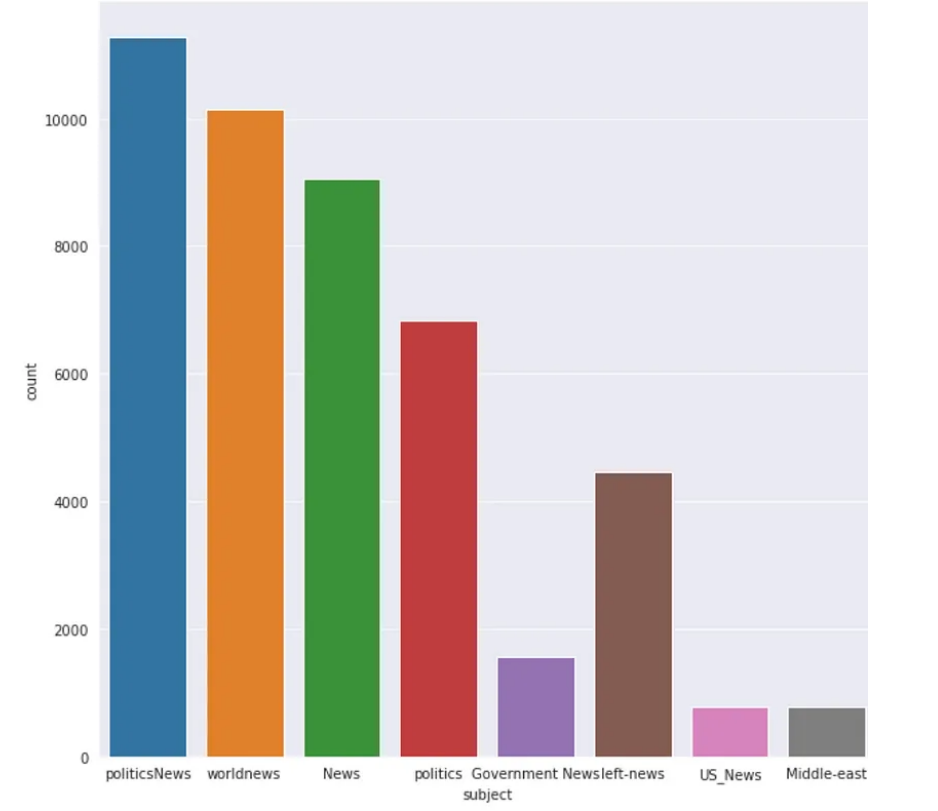 10000
8000
6000
4000
2000
0
count
politicsNews worldnews News politics Government News left-news US_News Middle-east
subject